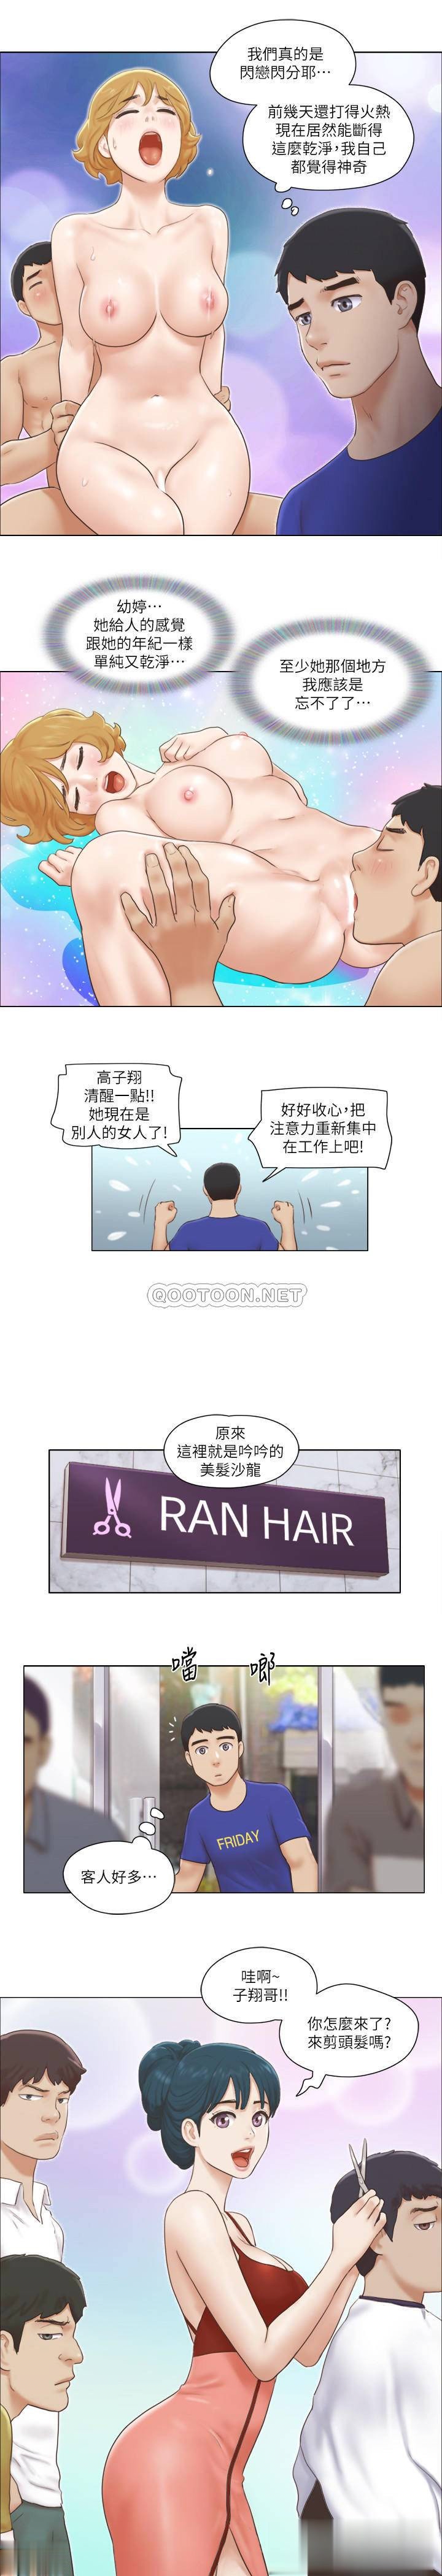 我們真的是
閃戀閃分耶⋯
前幾天還打得火熱
現在居然能斷得
這麼乾淨,我自己
都覺得神奇
幼婷⋯
她給人的感覺
跟她的年紀一樣
單純又乾淨⋯
至少她那個地方
我應該是
忘不了了⋯
高子翔
清醒一點!!
她現在是
別人的女人了!
好好收心,把
注意力重新集中
在工作上吧!
QOOTOON.NET
原來
這裡就是吟吟的
美髮沙龍
RAN HAIR
噹 啷
FRIDAY
客人好多⋯
哇啊~
子翔哥!!
你怎麼來了?
來剪頭髮嗎?